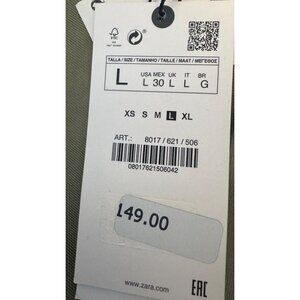 FSC
TALLA / SIZE / TAMANHO / TAILLE / MAAT / ΜΕΓΕΘΟΣ
L
USA MEX UK IT BR
L 30 L L G
XS S M L XL
ART.: 8017 / 621 / 506
08017621506042
149.00
www.zara.com
EAC